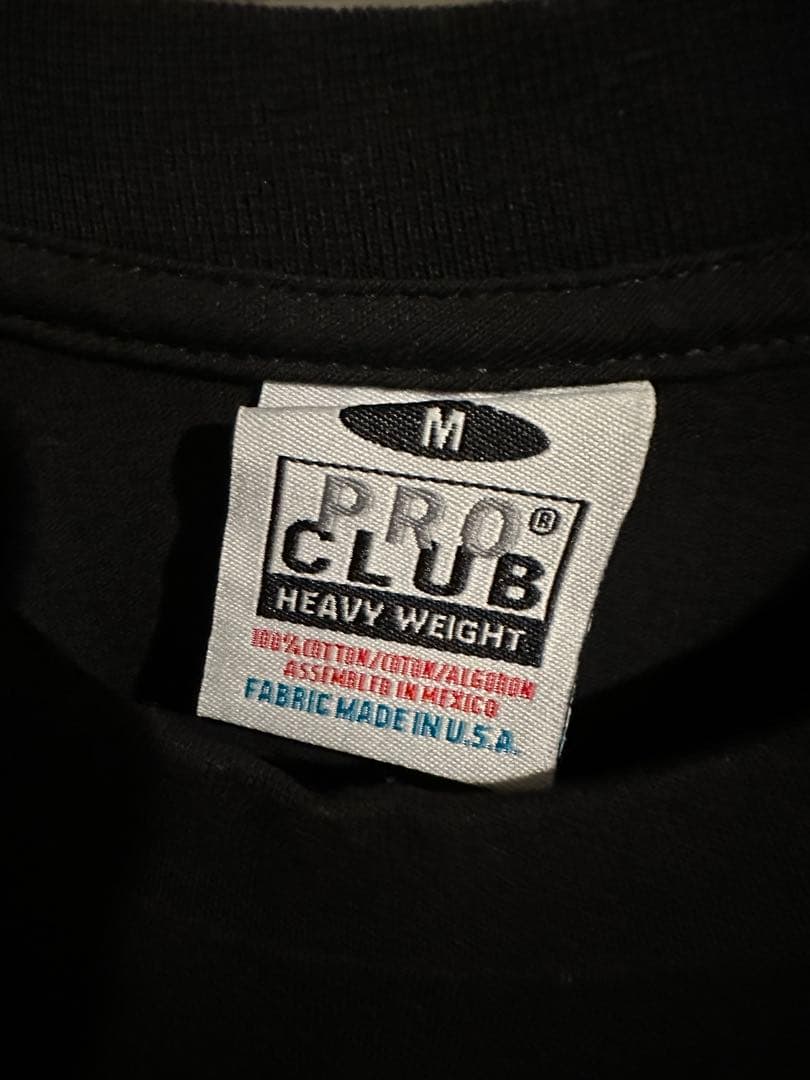 M
PRO®
CLUB
HEAVY WEIGHT
100% COTTON/COTON/ALGODON
ASSEMBLED IN MEXICO
FABRIC MADE IN U.S.A.